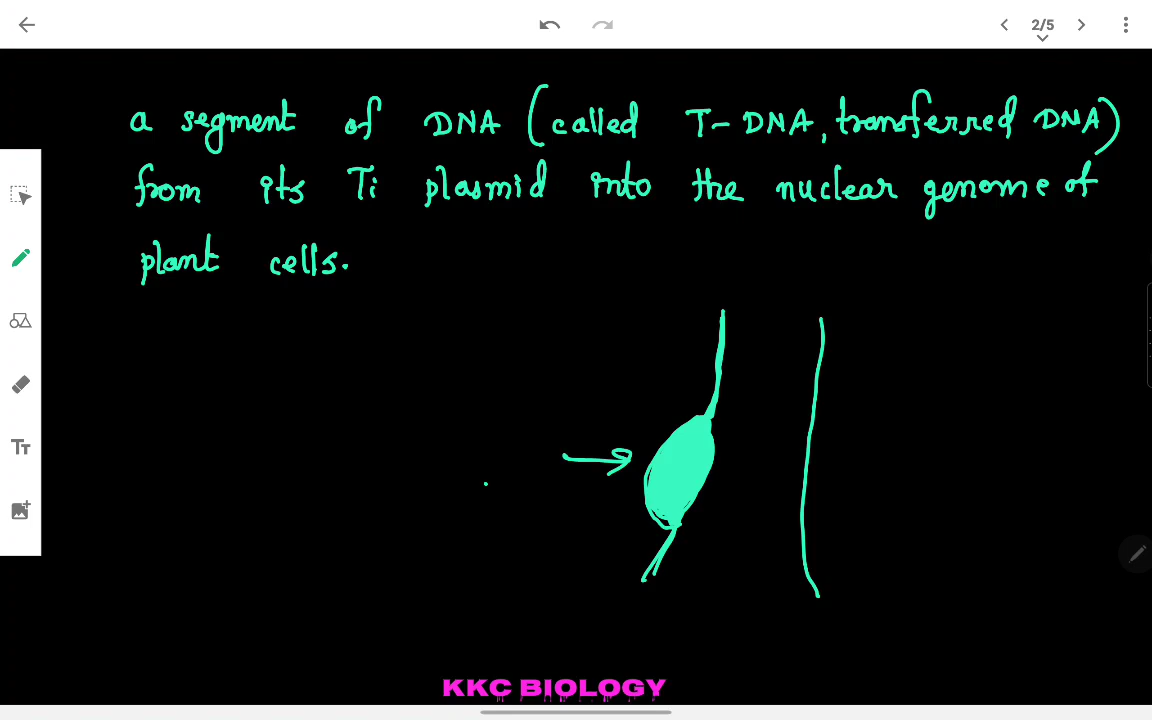 2/5
a segment of DNA (called T-DNA, transferred DNA)
from its Ti plasmid into the nuclear genome of
plant cells.
TT
KKC BIOLOGY